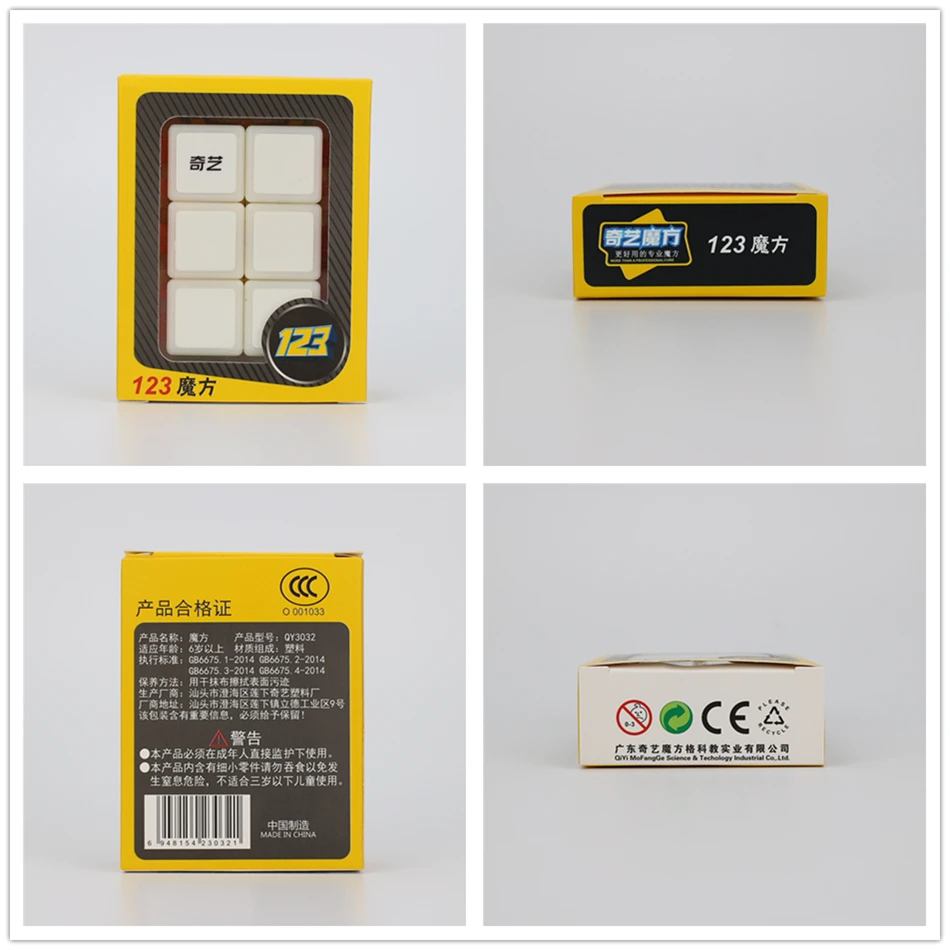 奇艺
123
123 魔方
奇艺魔方
更好用的专业魔方
MORE THAN A PROFESSIONAL CUBE
123 魔方
CCC
产品合格证
O 001033
产品名称：魔方 产品型号：QY3032
适应年龄：6岁以上 材质组成：塑料
执行标准：GB6675.1-2014 GB6675.2-2014
GB6675.3-2014 GB6675.4-2014
保养方法：用干抹布擦拭表面污迹
生产厂商：汕头市澄海区莲下奇艺塑料厂
厂商地址：汕头市澄海区莲下镇立德工业区9号
该包装含有重要信息，必须给予保留！
警告
●本产品必须在成年人直接监护下使用。
●本产品内含有细小零件请勿吞食以免发
生窒息危险，不适合三岁以下儿童使用。
中国制造
MADE IN CHINA
6 948154 230321
0-3
CE
PLEASE
RECYCLE
广东奇艺魔方格科教实业有限公司
QiYi MoFangGe Science & Techology Industrial Co.,Ltd.